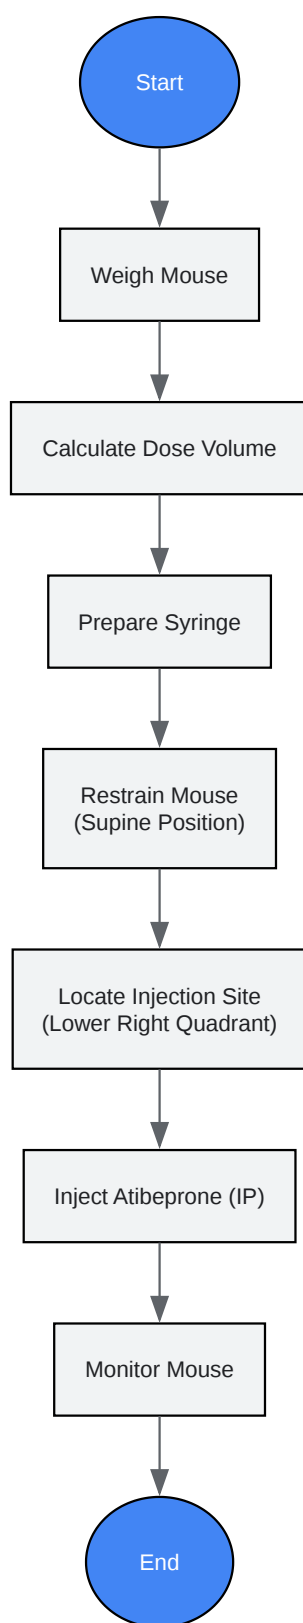 Start
Weigh Mouse
Calculate Dose Volume
Prepare Syringe
Restrain Mouse
(Supine Position)
Locate Injection Site
(Lower Right Quadrant)
Inject Atibeprone (IP)
Monitor Mouse
End